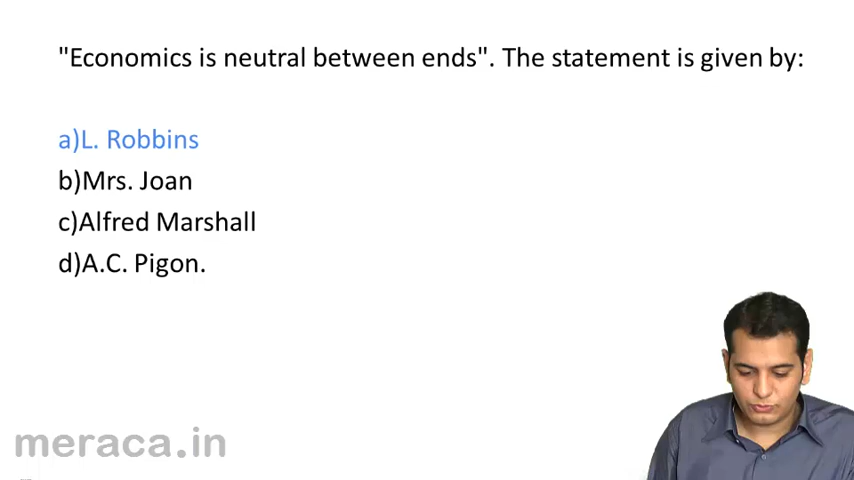 "Economics is neutral between ends". The statement is given by:
a)L. Robbins
b)Mrs. Joan
c)Alfred Marshall
d)A.C. Pigon.
meraca.in